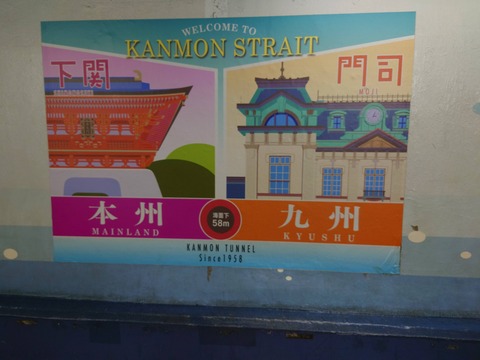 WELCOME TO
KANMON STRAIT
下関
門司
MOJI
本州
MAINLAND
海面下
58m
九州
KYUSHU
KANMON TUNNEL
Since1958